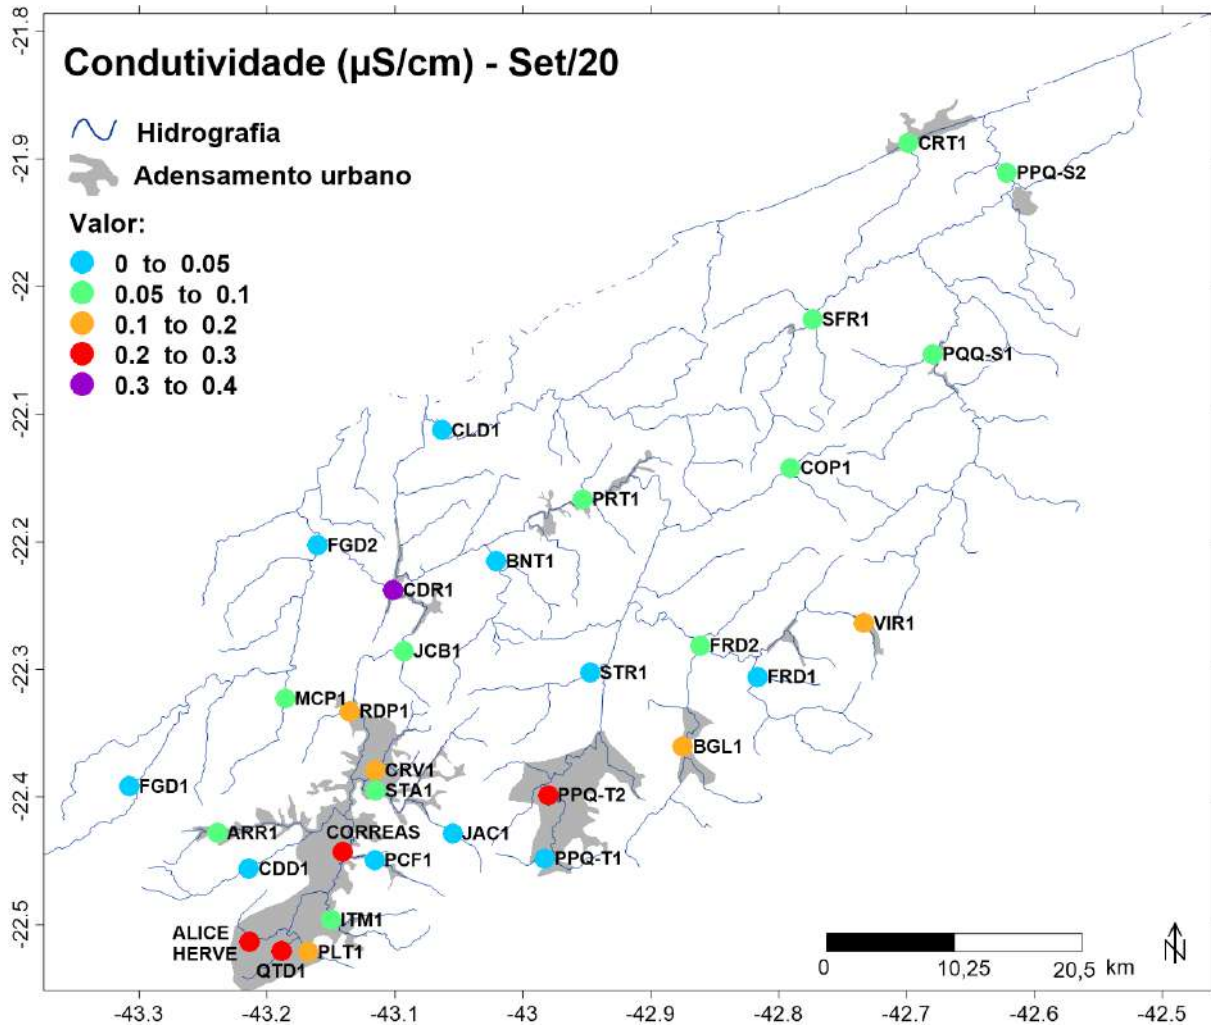 Condutividade (µS/cm) - Set/20
Hidrografia
Adensamento urbano
Valor:
0 to 0.05
0.05 to 0.1
0.1 to 0.2
0.2 to 0.3
0.3 to 0.4
-21.8
-21.9
-22
-22.1
-22.2
-22.3
-22.4
-22.5
CRT1
PPQ-S2
SFR1
PQQ-S1
CLD1
COP1
PRT1
FGD2
BNT1
CDR1
VIR1
JCB1
FRD2
STR1
FRD1
MCP1
RDP1
BGL1
CRV1
FGD1
STA1
PPQ-T2
CORREAS
ARR1
JAC1
CDD1
PCF1
PPQ-T1
ITM1
ALICE
HERVE
PLT1
QTD1
N
0 10,25 20,5 km
-43.3 -43.2 -43.1 -43 -42.9 -42.8 -42.7 -42.6 -42.5